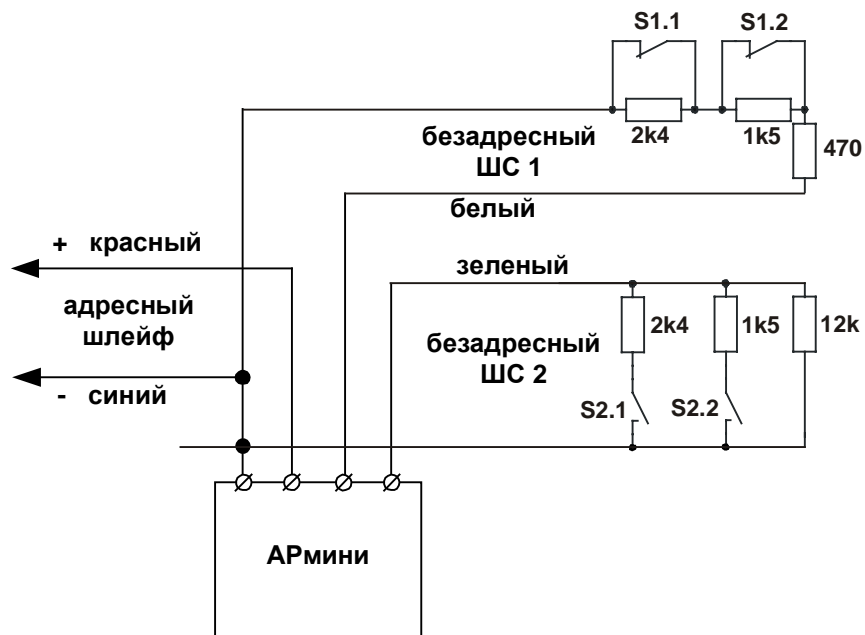 S1.1
S1.2
2k4
1k5
470
безадресный
ШС 1
белый
+ красный
зеленый
адресный
шлейф
2k4
1k5
12k
безадресный
ШС 2
- синий
S2.1
S2.2
АРмини